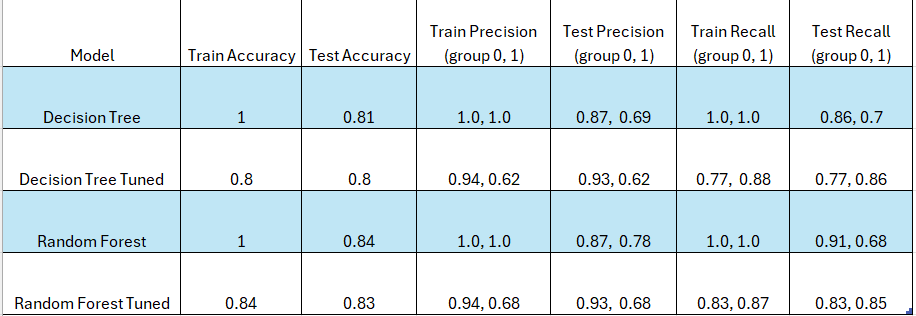 Model Train Accuracy Test Accuracy Train Precision (group 0, 1) Test Precision (group 0, 1) Train Recall (group 0, 1) Test Recall (group 0, 1)
Decision Tree 1 0.81 1.0, 1.0 0.87, 0.69 1.0, 1.0 0.86, 0.7
Decision Tree Tuned 0.8 0.8 0.94, 0.62 0.93, 0.62 0.77, 0.88 0.77, 0.86
Random Forest 1 0.84 1.0, 1.0 0.87, 0.78 1.0, 1.0 0.91, 0.68
Random Forest Tuned 0.84 0.83 0.94, 0.68 0.93, 0.68 0.83, 0.87 0.83, 0.85